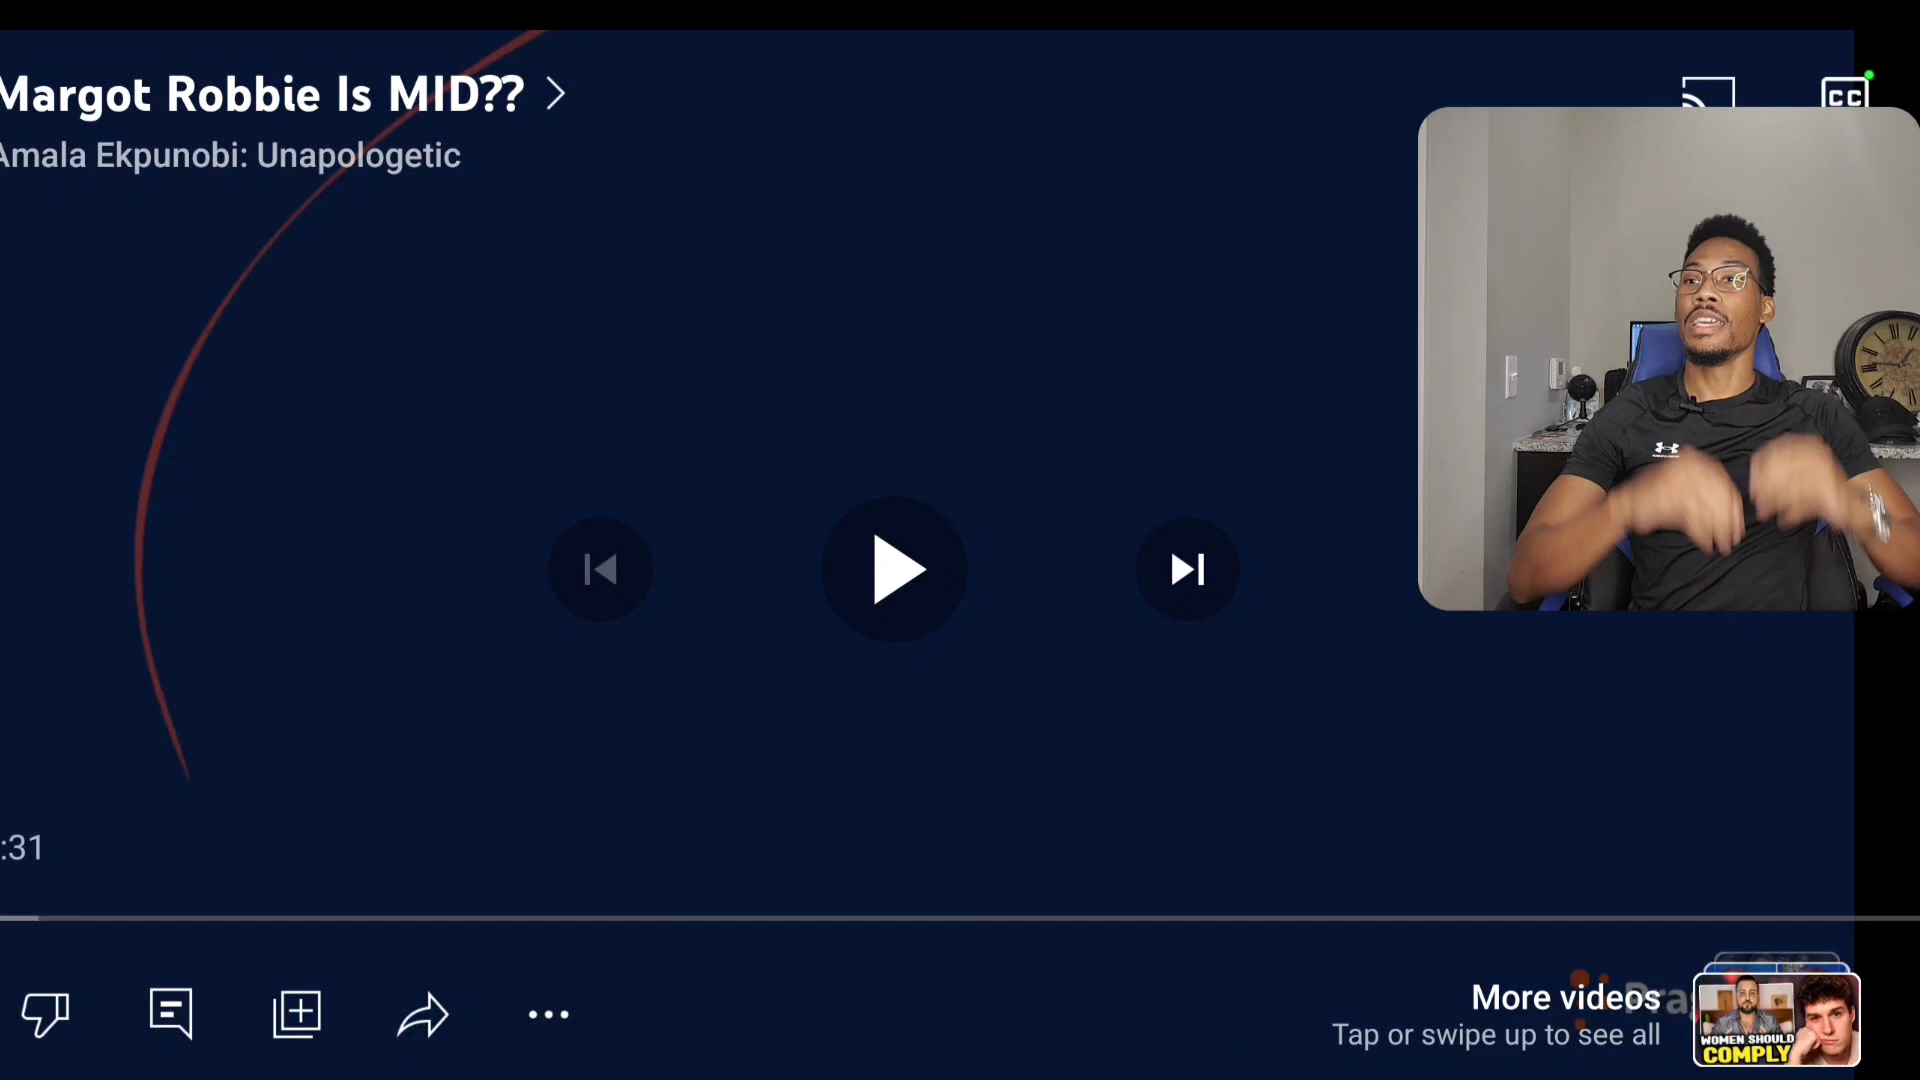 Margot Robbie Is MID??
Amala Ekpunobi: Unapologetic
CC
:31
More videos
Tap or swipe up to see all
WOMEN SHOULD
COMPLY